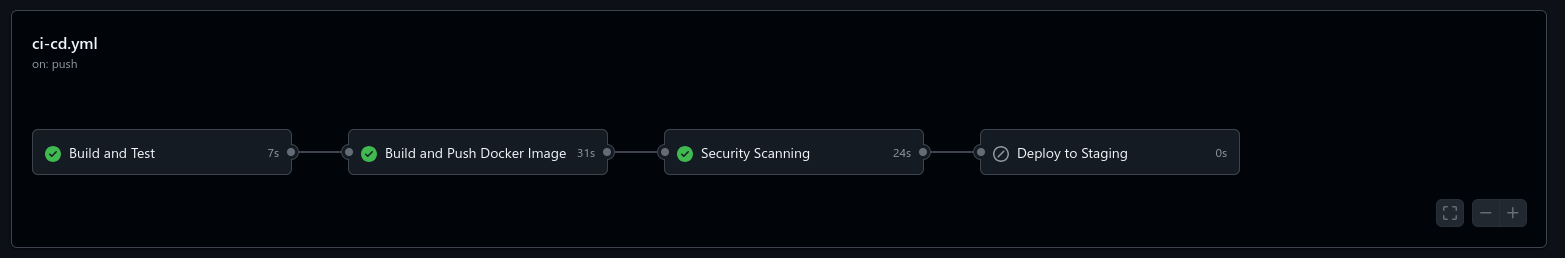 ci-cd.yml
on: push
Build and Test 7s
Build and Push Docker Image 31s
Security Scanning 24s
Deploy to Staging 0s